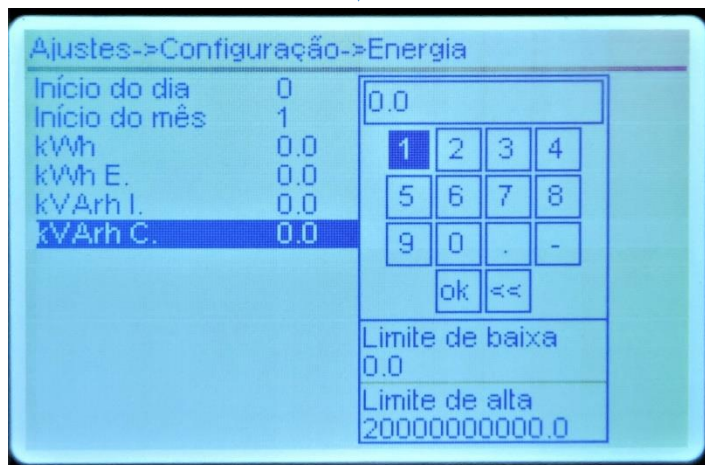 Ajustes->Configuração->Energia
Início do dia 0
Início do mês 1
kWh 0.0
kWh E. 0.0
kVArh I. 0.0
kVArh C. 0.0
0.0
1 2 3 4
5 6 7 8
9 0 . -
ok <<
Limite de baixa
0.0
Limite de alta
20000000000.0